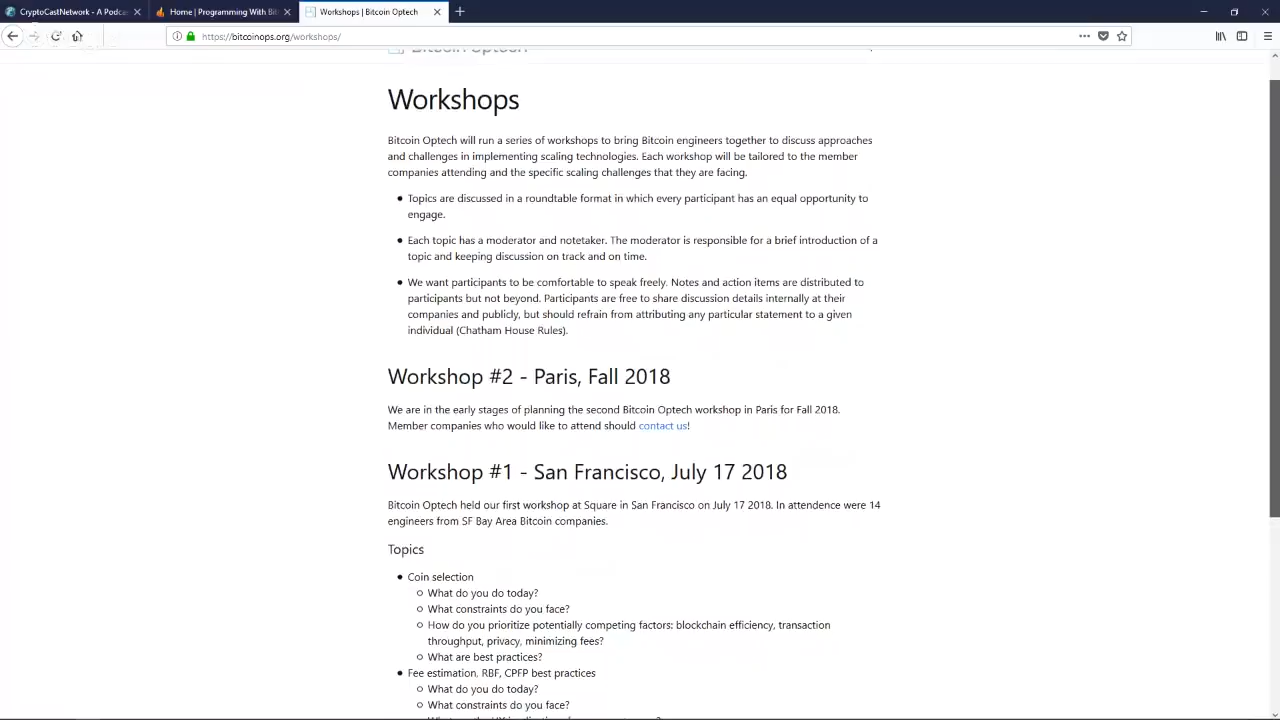 CryptoCastNetwork - A Podca
Home | Programming With Bit
Workshops | Bitcoin Optech
https://bitcoinops.org/workshops/
Bitcoin Optech
Workshops
Bitcoin Optech will run a series of workshops to bring Bitcoin engineers together to discuss approaches
and challenges in implementing scaling technologies. Each workshop will be tailored to the member
companies attending and the specific scaling challenges that they are facing.
Topics are discussed in a roundtable format in which every participant has an equal opportunity to
engage.
Each topic has a moderator and notetaker. The moderator is responsible for a brief introduction of a
topic and keeping discussion on track and on time.
We want participants to be comfortable to speak freely. Notes and action items are distributed to
participants but not beyond. Participants are free to share discussion details internally at their
companies and publicly, but should refrain from attributing any particular statement to a given
individual (Chatham House Rules).
Workshop #2 - Paris, Fall 2018
We are in the early stages of planning the second Bitcoin Optech workshop in Paris for Fall 2018.
Member companies who would like to attend should contact us!
Workshop #1 - San Francisco, July 17 2018
Bitcoin Optech held our first workshop at Square in San Francisco on July 17 2018. In attendence were 14
engineers from SF Bay Area Bitcoin companies.
Topics
Coin selection
What do you do today?
What constraints do you face?
How do you prioritize potentially competing factors: blockchain efficiency, transaction
throughput, privacy, minimizing fees?
What are best practices?
Fee estimation, RBF, CPFP best practices
What do you do today?
What constraints do you face?